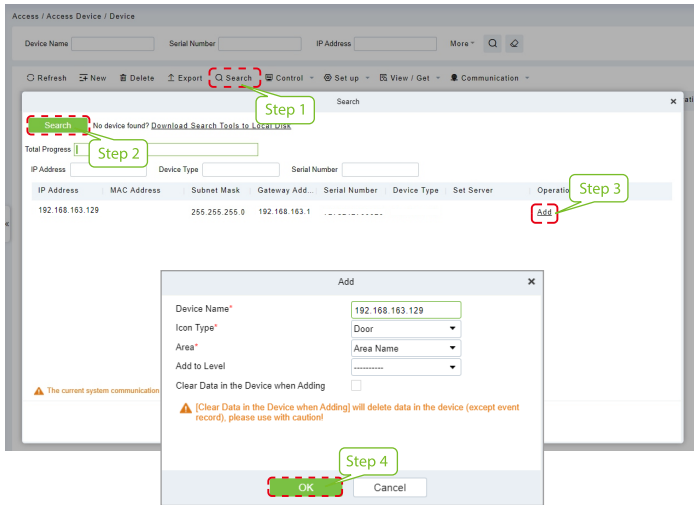 Access / Access Device / Device
Device Name Serial Number IP Address More
Refresh New Delete Export Search Control Set up View / Get Communication
Step 1
Search
Search No device found? Download Search Tools to Local Disk
Step 2
Total Progress
IP Address Device Type Serial Number
IP Address MAC Address Subnet Mask Gateway Add... Serial Number Device Type Set Server
Step 3
192.168.163.129 255.255.255.0 192.168.163.1 Add
Add
Device Name* 192.168.163.129
Icon Type* Door
Area* Area Name
Add to Level ----------
Clear Data in the Device when Adding
The current system communication
[Clear Data in the Device when Adding] will delete data in the device (except event
record), please use with caution!
Step 4
OK Cancel